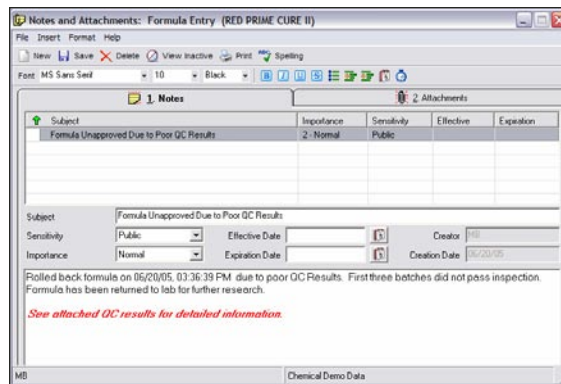 Notes and Attachments: Formula Entry (RED PRIME CURE II)
File Insert Format Help
New Save Delete View Inactive Print Spelling
Font MS Sans Serif 10 Black
1. Notes 2 Attachments
Subject Importance Sensitivity Effective Expiration
Formula Unapproved Due to Poor QC Results 2 - Normal Public
Subject Formula Unapproved Due to Poor QC Results
Sensitivity Public Effective Date Creator MB
Importance Normal Expiration Date Creation Date 06/20/05
Rolled back formula on 06/20/05, 03:36:39 PM due to poor QC Results. First three batches did not pass inspection.
Formula has been returned to lab for further research.
See attached QC results for detailed information.
MB Chemical Demo Data